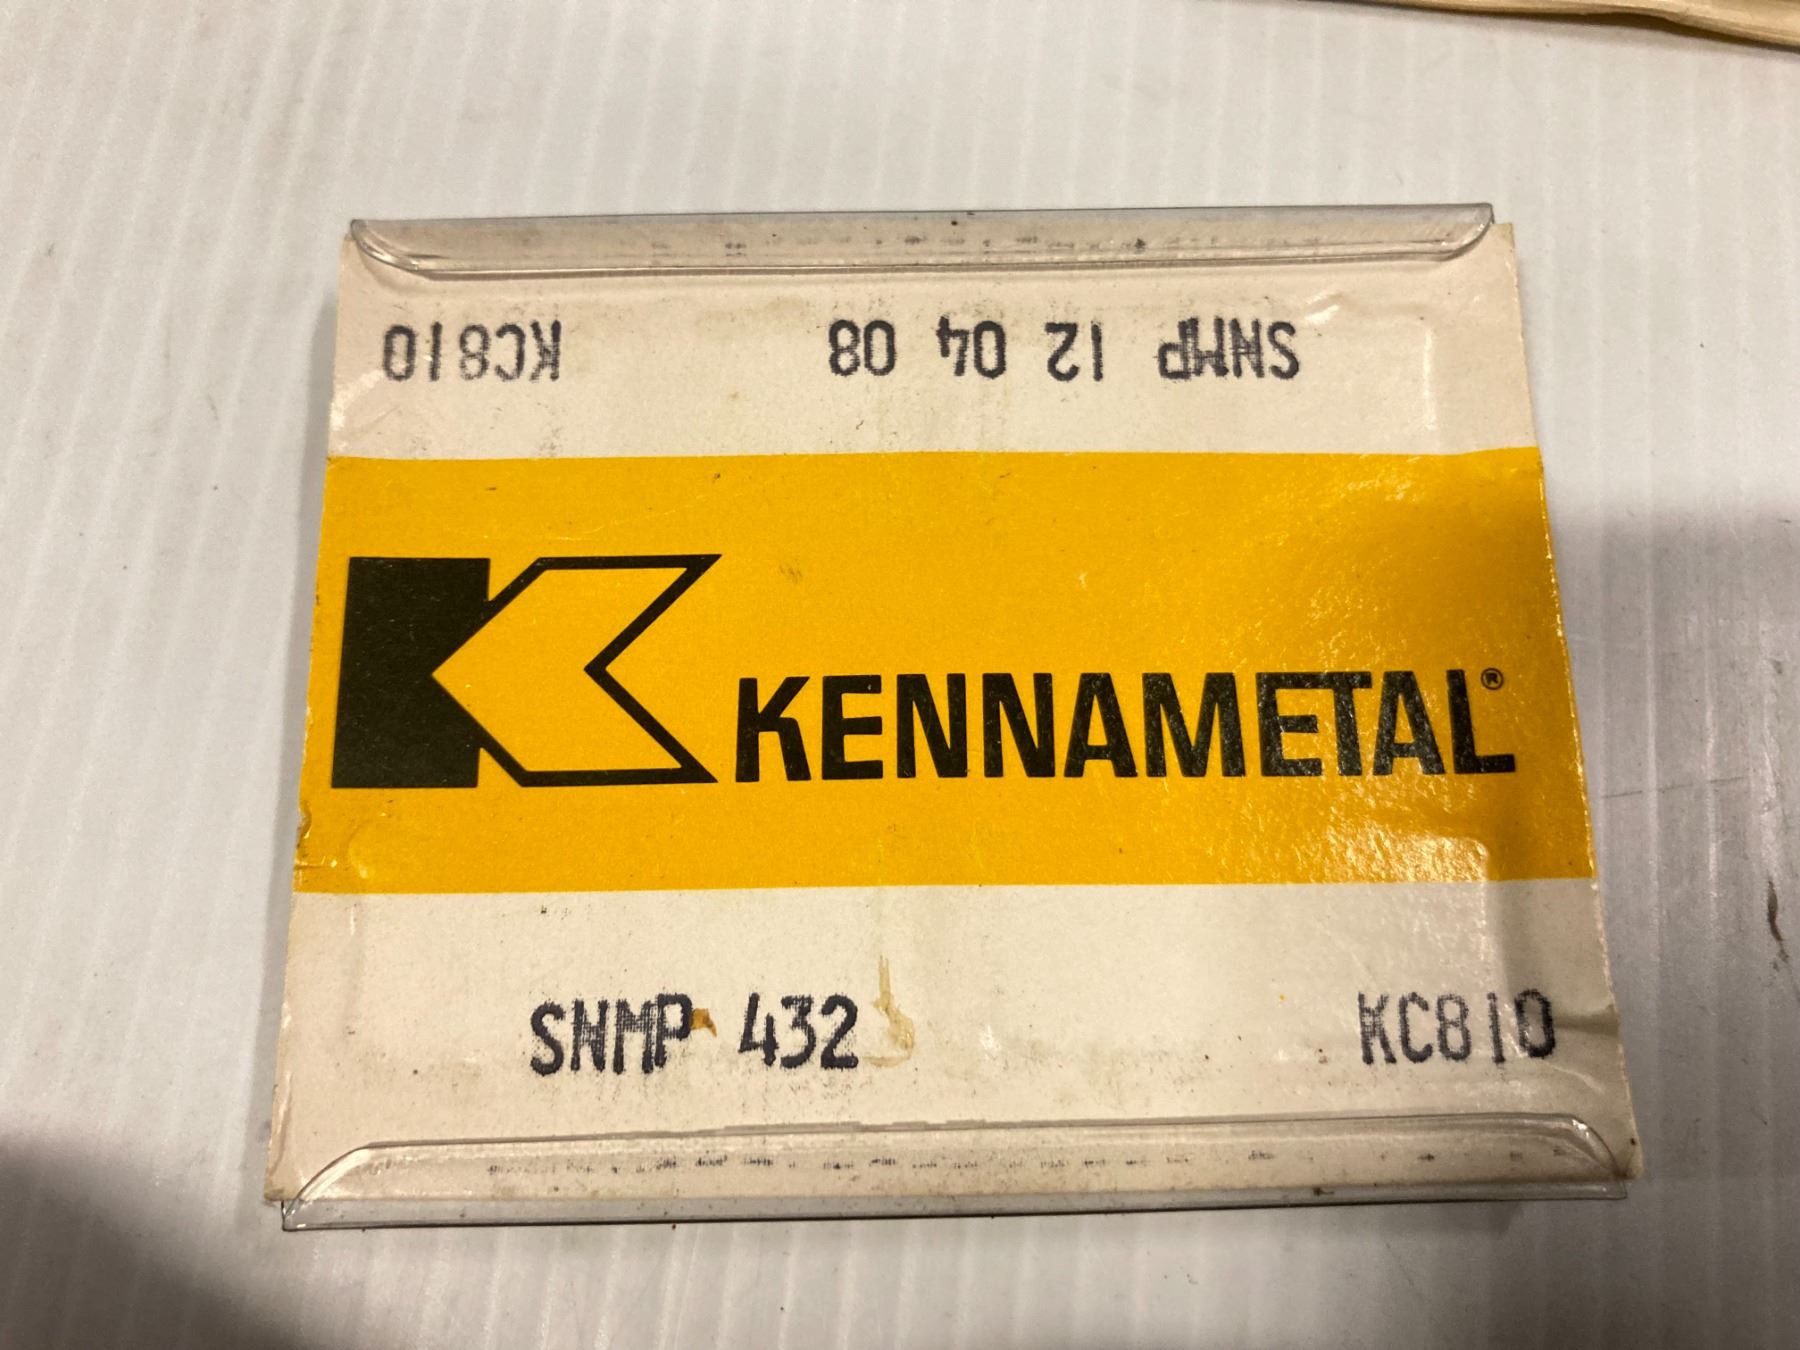 SNMP 12 04 08 KC810
KENNAMETAL®
SNMP 432 KC810